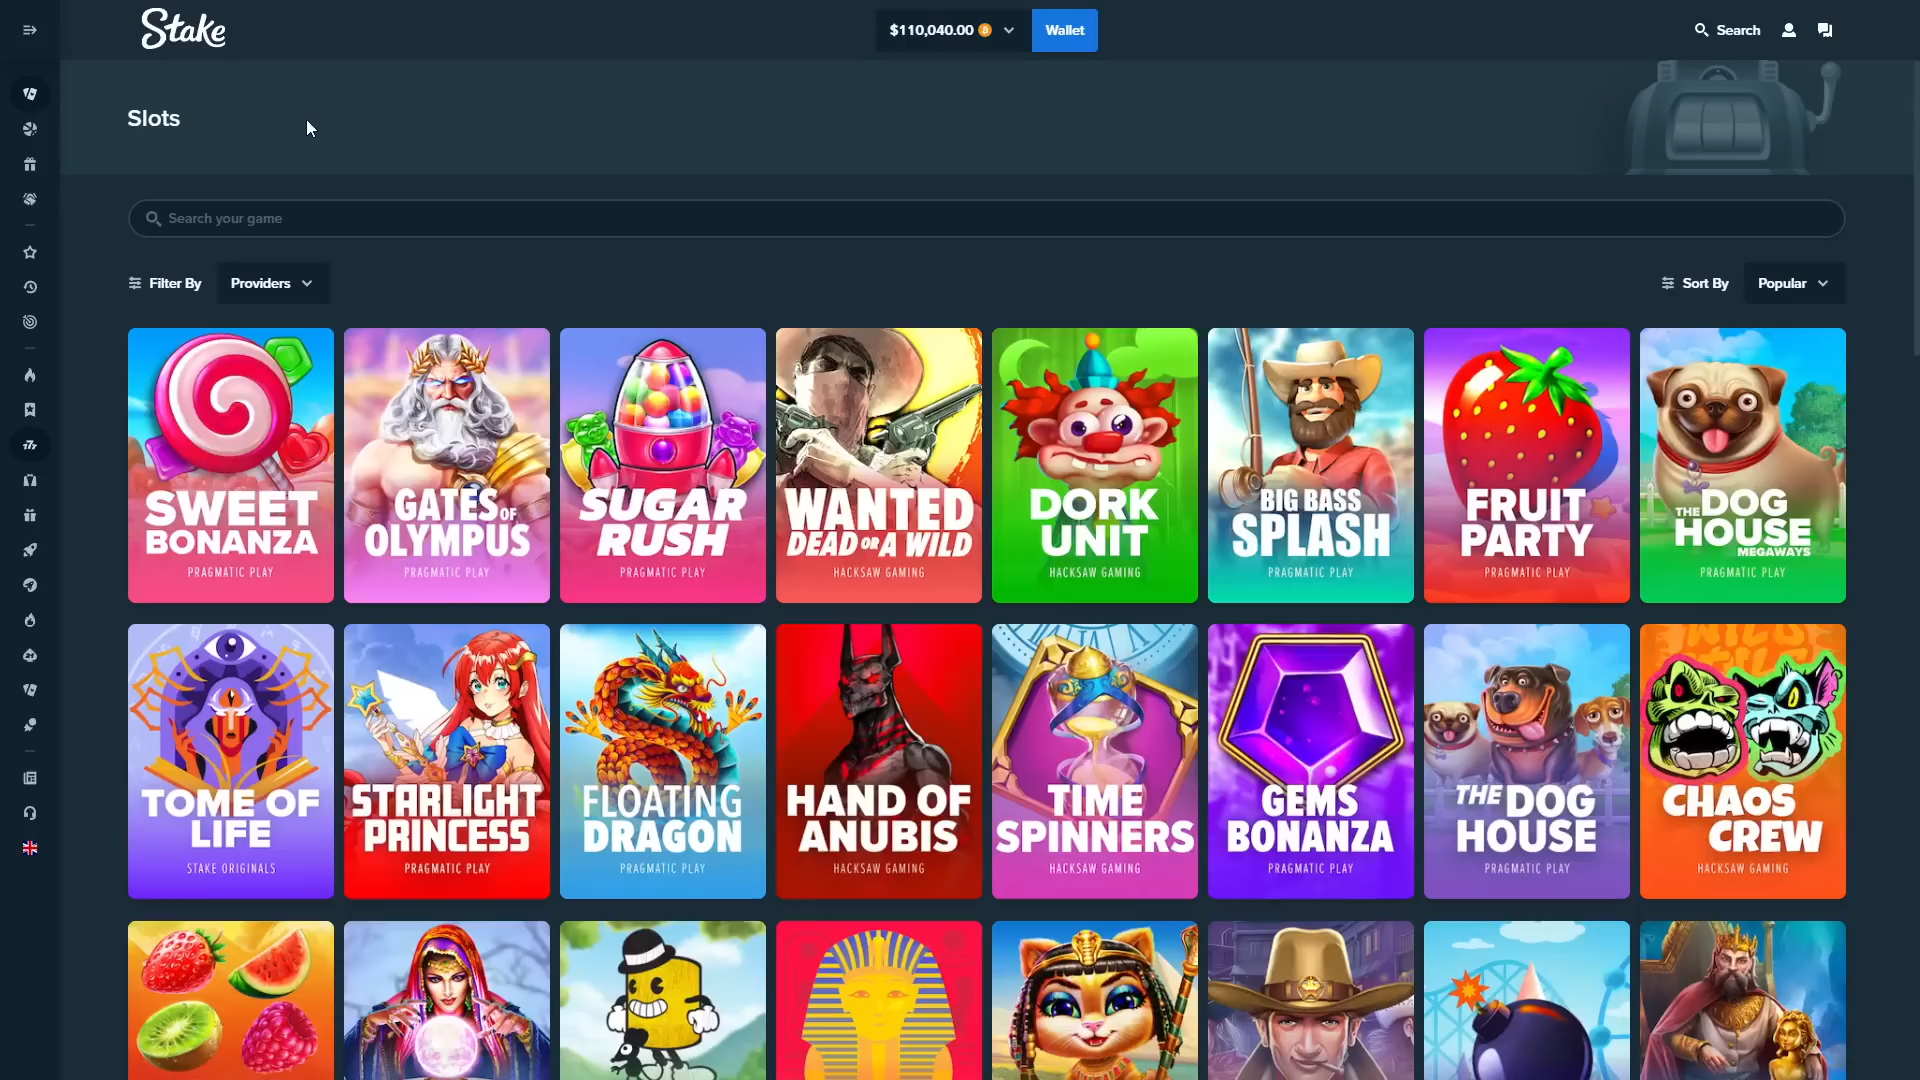 Stake
$110,040.00
Wallet
Search
Slots
Search your game
Filter By
Providers
Sort By
Popular
SWEET
BONANZA
PRAGMATIC PLAY
GATES OF
OLYMPUS
PRAGMATIC PLAY
SUGAR
RUSH
PRAGMATIC PLAY
WANTED
DEAD OR A WILD
HACKSAW GAMING
DORK
UNIT
HACKSAW GAMING
BIG BASS
SPLASH
PRAGMATIC PLAY
FRUIT
PARTY
PRAGMATIC PLAY
THE DOG
HOUSE
MEGAWAYS
PRAGMATIC PLAY
TOME OF
LIFE
STAKE ORIGINALS
STARLIGHT
PRINCESS
PRAGMATIC PLAY
FLOATING
DRAGON
PRAGMATIC PLAY
HAND OF
ANUBIS
HACKSAW GAMING
TIME
SPINNERS
HACKSAW GAMING
GEMS
BONANZA
PRAGMATIC PLAY
THE DOG
HOUSE
PRAGMATIC PLAY
CHAOS
CREW
HACKSAW GAMING